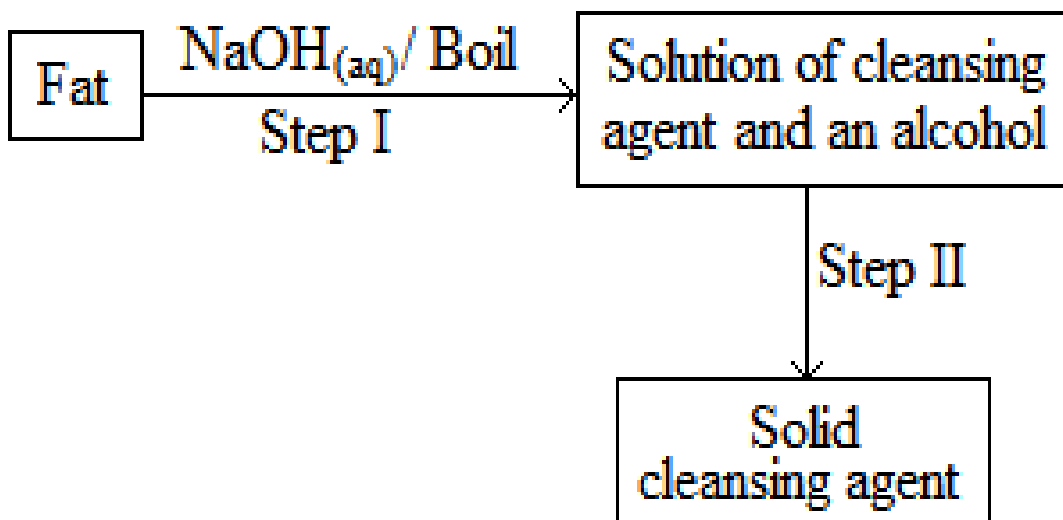 Fat
NaOH(aq)/ Boil
Step I
Solution of cleansing
agent and an alcohol
Step II
Solid
cleansing agent